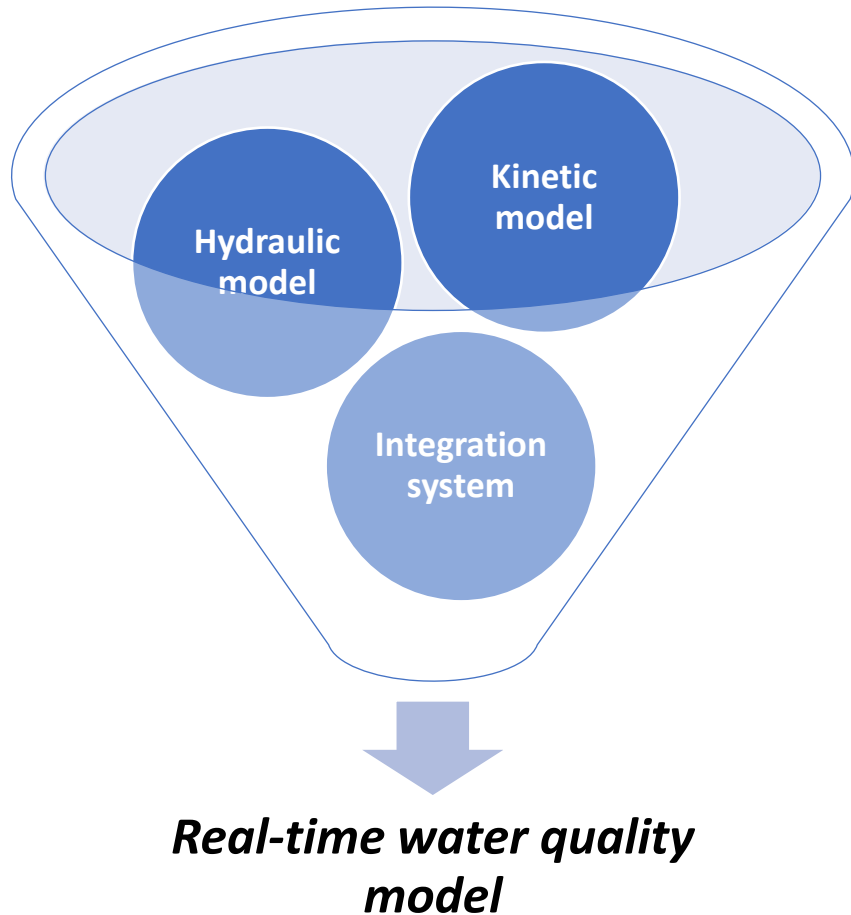 Kinetic
model
Hydraulic
model
Integration
system
Real-time water quality
model